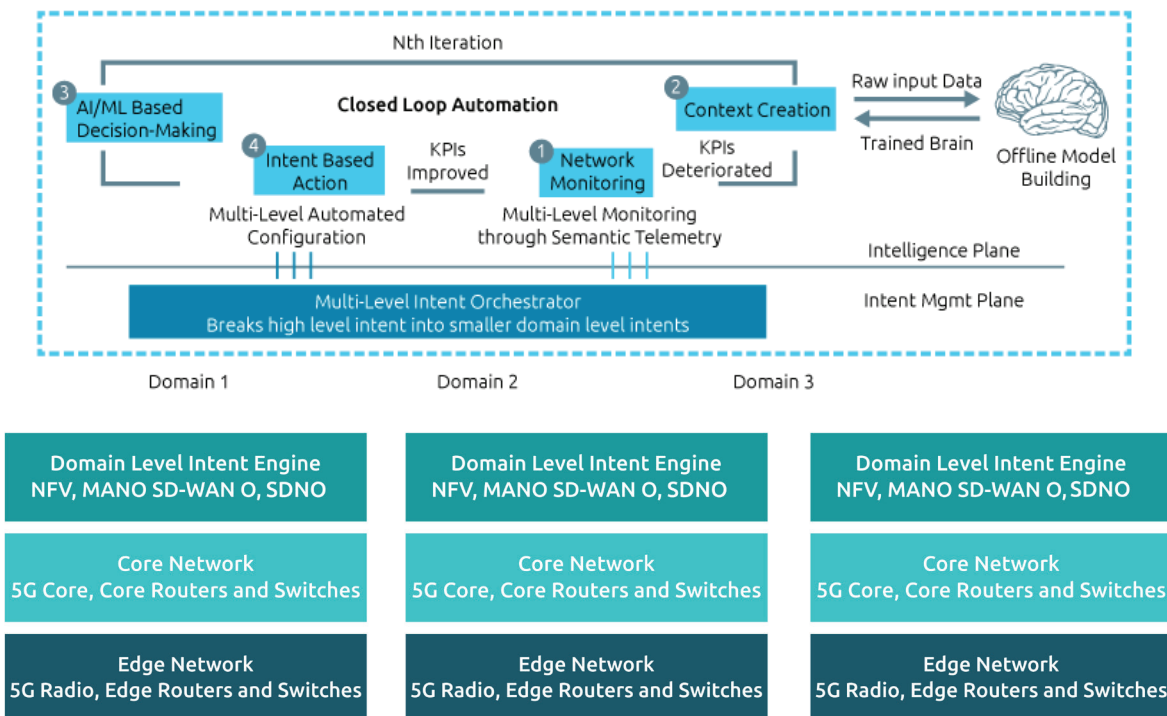 Nth Iteration
3
AI/ML Based
Decision-Making
Closed Loop Automation
2
Context Creation
Raw input Data
Trained Brain
Offline Model
Building
4
Intent Based
Action
KPIs
Improved
1
Network
Monitoring
KPIs
Deteriorated
Multi-Level Automated
Configuration
Multi-Level Monitoring
through Semantic Telemetry
Intelligence Plane
Multi-Level Intent Orchestrator
Breaks high level intent into smaller domain level intents
Intent Mgmt Plane
Domain 1
Domain 2
Domain 3
Domain Level Intent Engine
NFV, MANO SD-WAN O, SDNO
Domain Level Intent Engine
NFV, MANO SD-WAN O, SDNO
Domain Level Intent Engine
NFV, MANO SD-WAN O, SDNO
Core Network
5G Core, Core Routers and Switches
Core Network
5G Core, Core Routers and Switches
Core Network
5G Core, Core Routers and Switches
Edge Network
5G Radio, Edge Routers and Switches
Edge Network
5G Radio, Edge Routers and Switches
Edge Network
5G Radio, Edge Routers and Switches